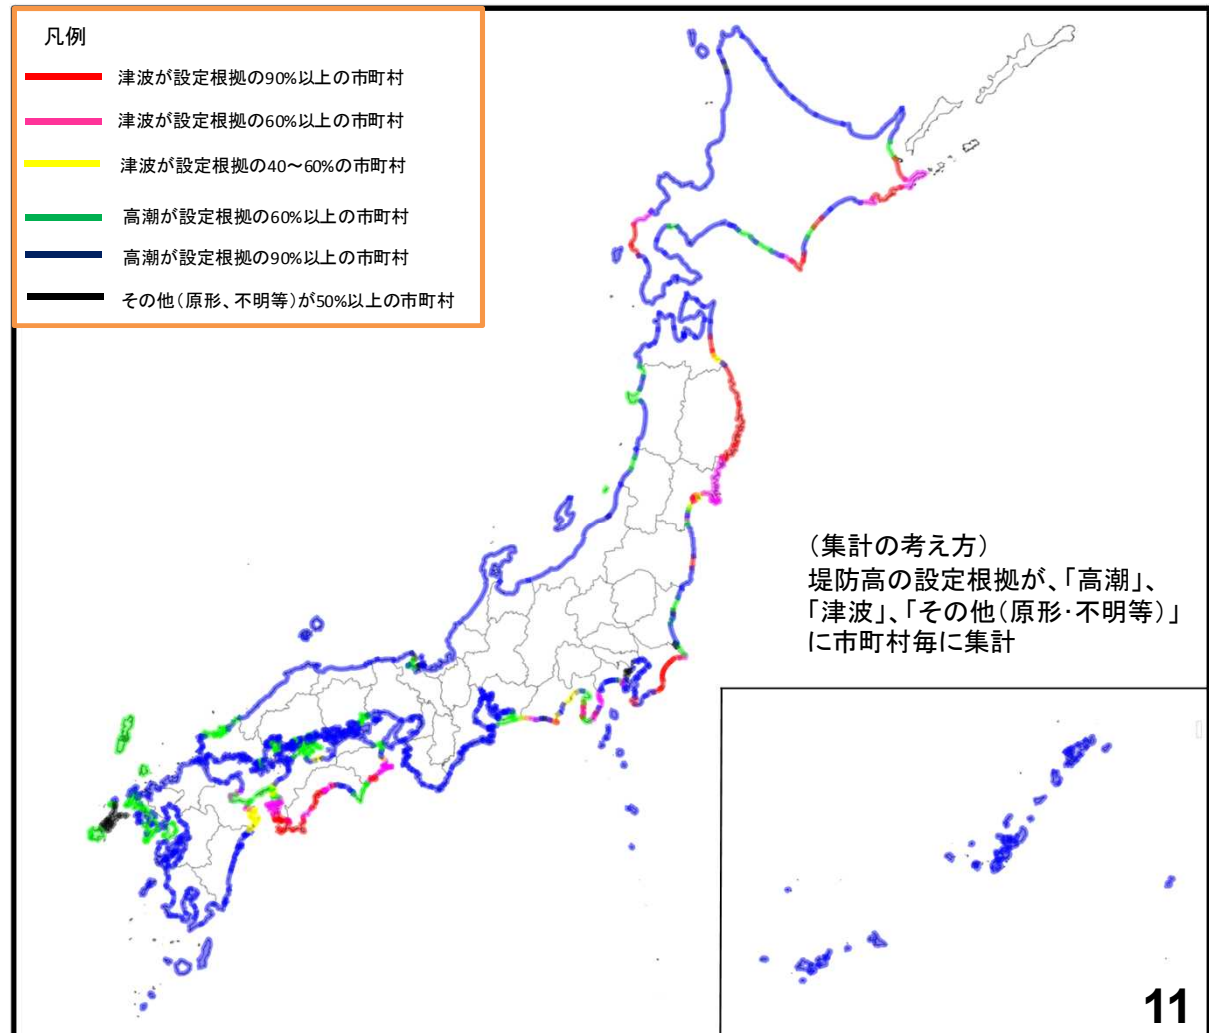 凡例
津波が設定根拠の90%以上の市町村
津波が設定根拠の60%以上の市町村
津波が設定根拠の40～60%の市町村
高潮が設定根拠の60%以上の市町村
高潮が設定根拠の90%以上の市町村
その他(原形、不明等)が50%以上の市町村
(集計の考え方)
堤防高の設定根拠が、「高潮」、
「津波」、「その他(原形・不明等)」
に市町村毎に集計
11